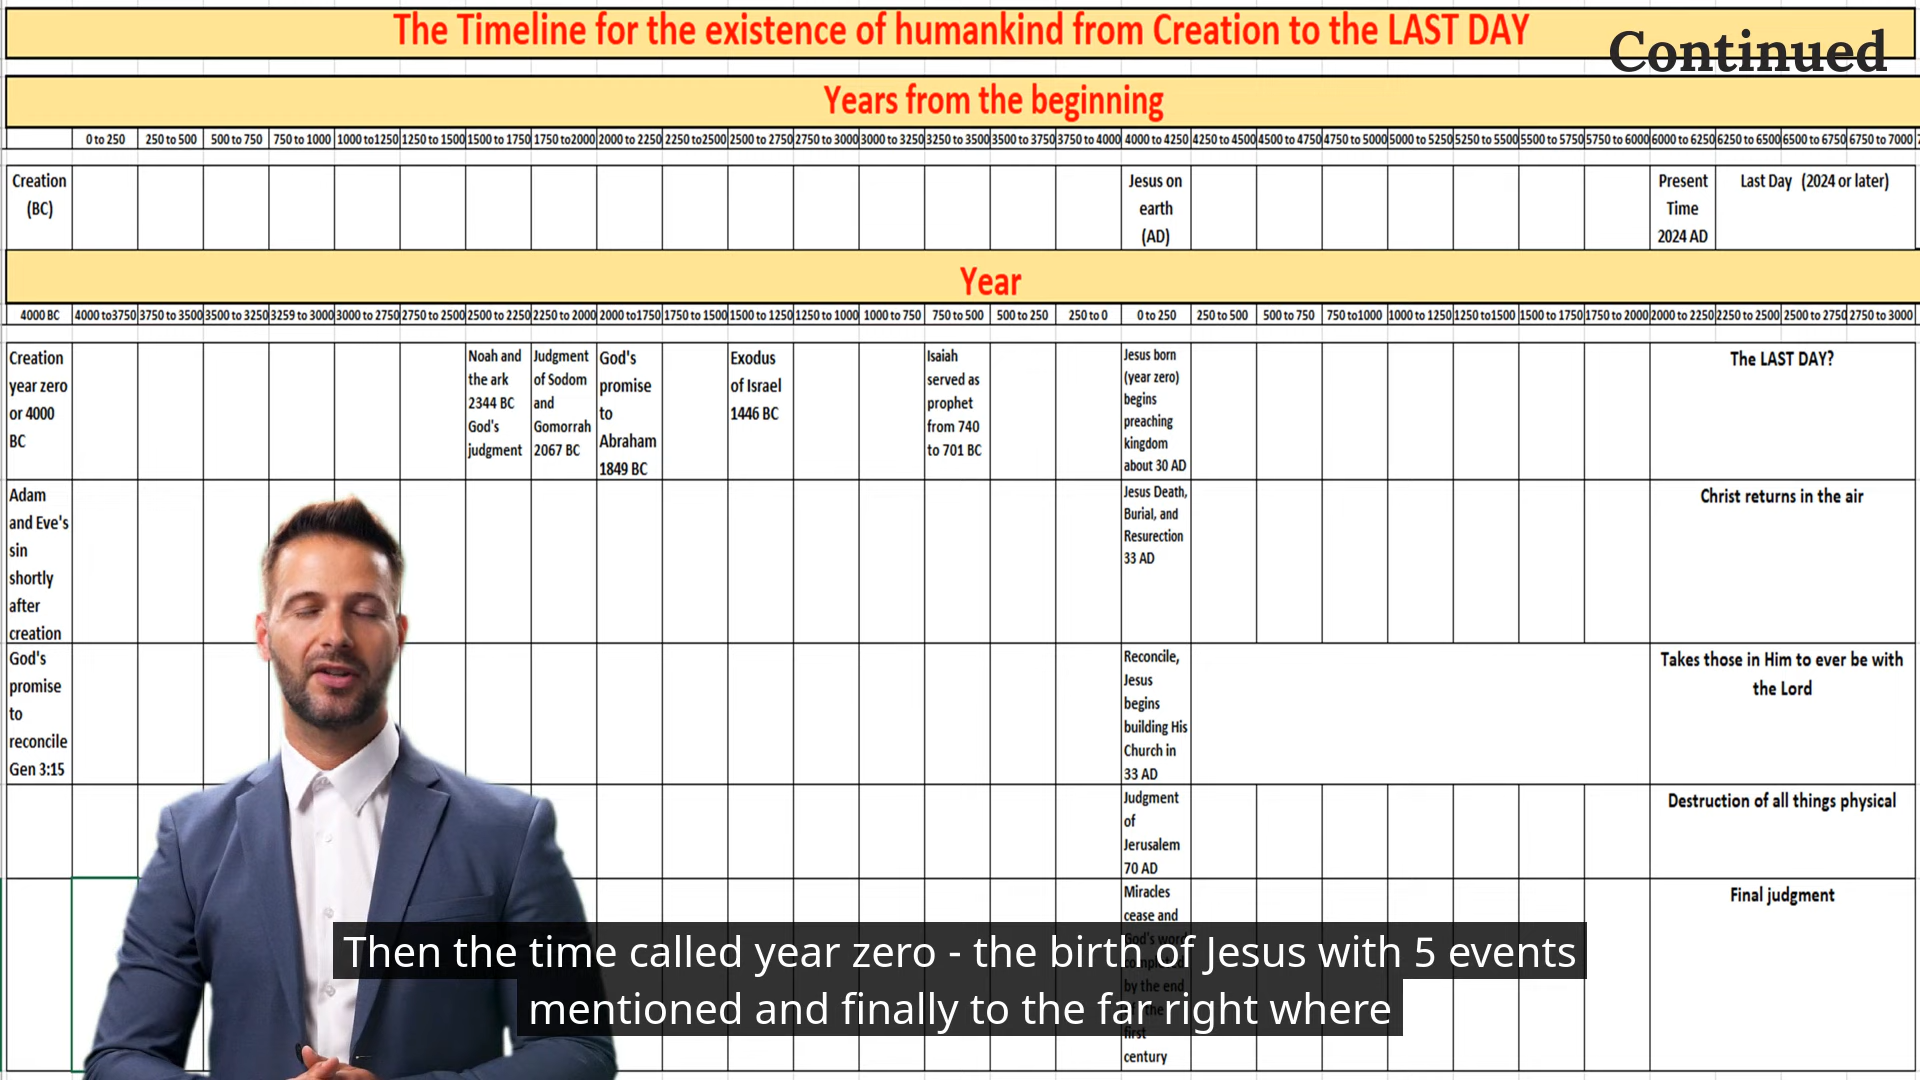 The Timeline for the existence of humankind from Creation to the LAST DAY
Continued
Years from the beginning
0 to 250 250 to 500 500 to 750 750 to 1000 1000 to1250 1250 to 1500 1500 to 1750 1750 to2000 2000 to 2250 2250 to2500 2500 to 2750 2750 to 3000 3000 to 3250 3250 to 3500 3500 to 3750 3750 to 4000 4000 to 4250 4250 to 4500 4500 to 4750 4750 to 5000 5000 to 5250 5250 to 5500 5500 to 5750 5750 to 6000 6000 to 6250 6250 to 6500 6500 to 6750 6750 to 7000
Creation
(BC)
Jesus on
earth
(AD)
Present
Time
2024 AD
Last Day (2024 or later)
Year
4000 BC 4000 to3750 3750 to 3500 3500 to 3250 3259 to 3000 3000 to 2750 2750 to 2500 2500 to 2250 2250 to 2000 2000 to1750 1750 to 1500 1500 to 1250 1250 to 1000 1000 to 750 750 to 500 500 to 250 250 to 0 0 to 250 250 to 500 500 to 750 750 to1000 1000 to 1250 1250 to1500 1500 to 1750 1750 to 2000 2000 to 2250 2250 to 2500 2500 to 2750 2750 to 3000
Creation
year zero
or 4000
BC
Noah and
the ark
2344 BC
God's
judgment
Judgment
of Sodom
and
Gomorrah
2067 BC
God's
promise
to
Abraham
1849 BC
Exodus
of Israel
1446 BC
Isaiah
served as
prophet
from 740
to 701 BC
Jesus born
(year zero)
begins
preaching
kingdom
about 30 AD
The LAST DAY?
Adam
and Eve's
sin
shortly
after
creation
Jesus Death,
Burial, and
Resurection
33 AD
Christ returns in the air
God's
promise
to
reconcile
Gen 3:15
Reconcile,
Jesus
begins
building His
Church in
33 AD
Takes those in Him to ever be with
the Lord
Judgment
of
Jerusalem
70 AD
Destruction of all things physical
Miracles
cease and
God's word
completed
by the end
of the
first
century
Final judgment
Then the time called year zero - the birth of Jesus with 5 events
mentioned and finally to the far right where